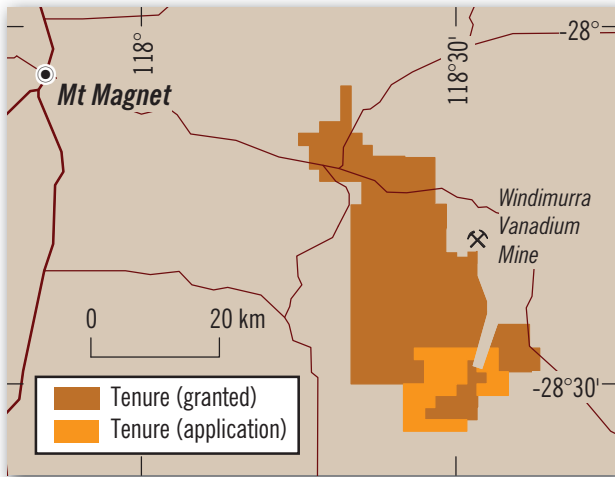 118°
118°30'
-28°
Mt Magnet
Windimurra
Vanadium
Mine
0
20 km
-28°30'
Tenure (granted)
Tenure (application)